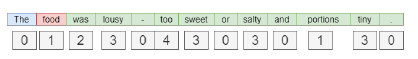 The food was lousy - too sweet or salty and portions tiny .
0 1 2 3 0 4 3 0 3 0 1 3 0